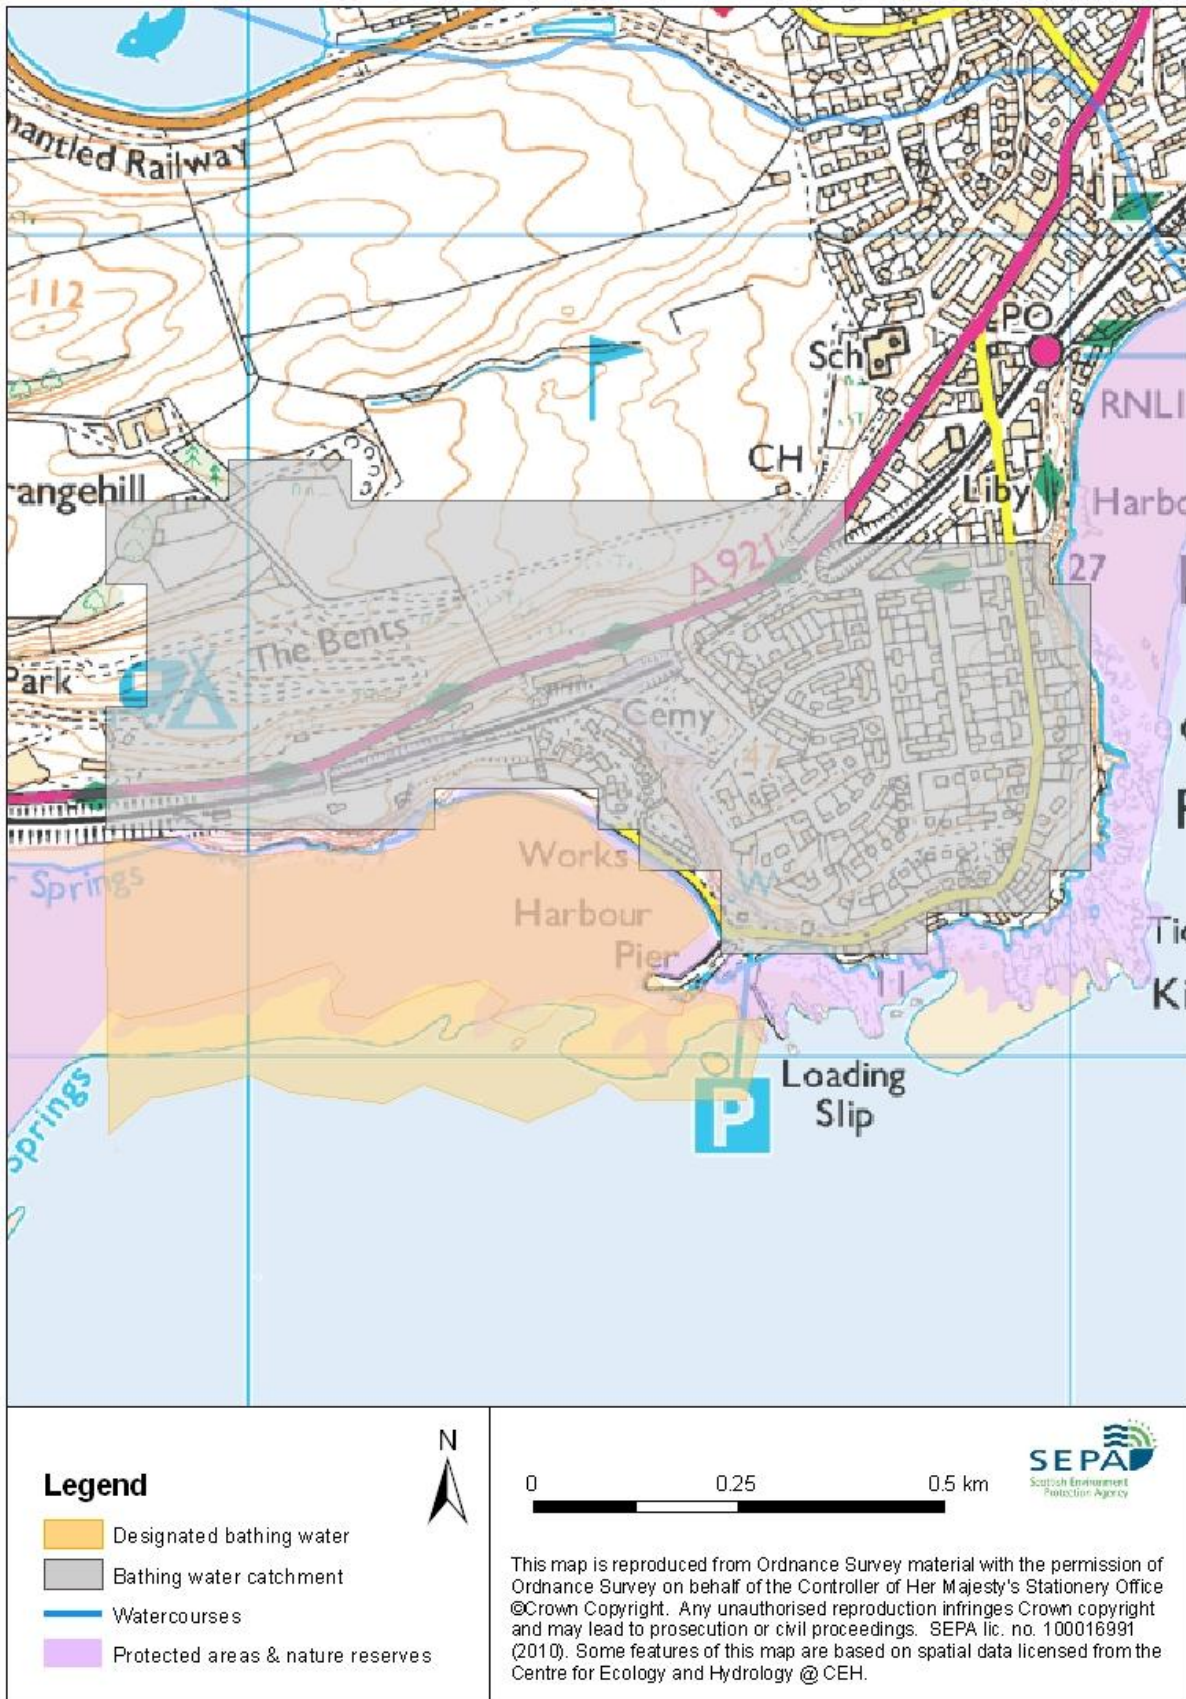 mantled Railway
112
PO
Sch
RNLI
CH
rangehill
Liby
Harbo
A 921
27
The Bents
Park
Cemy
47
Works
r Springs
W
Harbour
Pier
Tid
Ki
Springs
Loading
Slip
P
N
Legend
Designated bathing water
Bathing water catchment
Watercourses
Protected areas & nature reserves
0 0.25 0.5 km
SEPA
Scottish Environment
Protection Agency
This map is reproduced from Ordnance Survey material with the permission of
Ordnance Survey on behalf of the Controller of Her Majesty's Stationery Office
©Crown Copyright. Any unauthorised reproduction infringes Crown copyright
and may lead to prosecution or civil proceedings. SEPA lic. no. 100016991
(2010). Some features of this map are based on spatial data licensed from the
Centre for Ecology and Hydrology @ CEH.